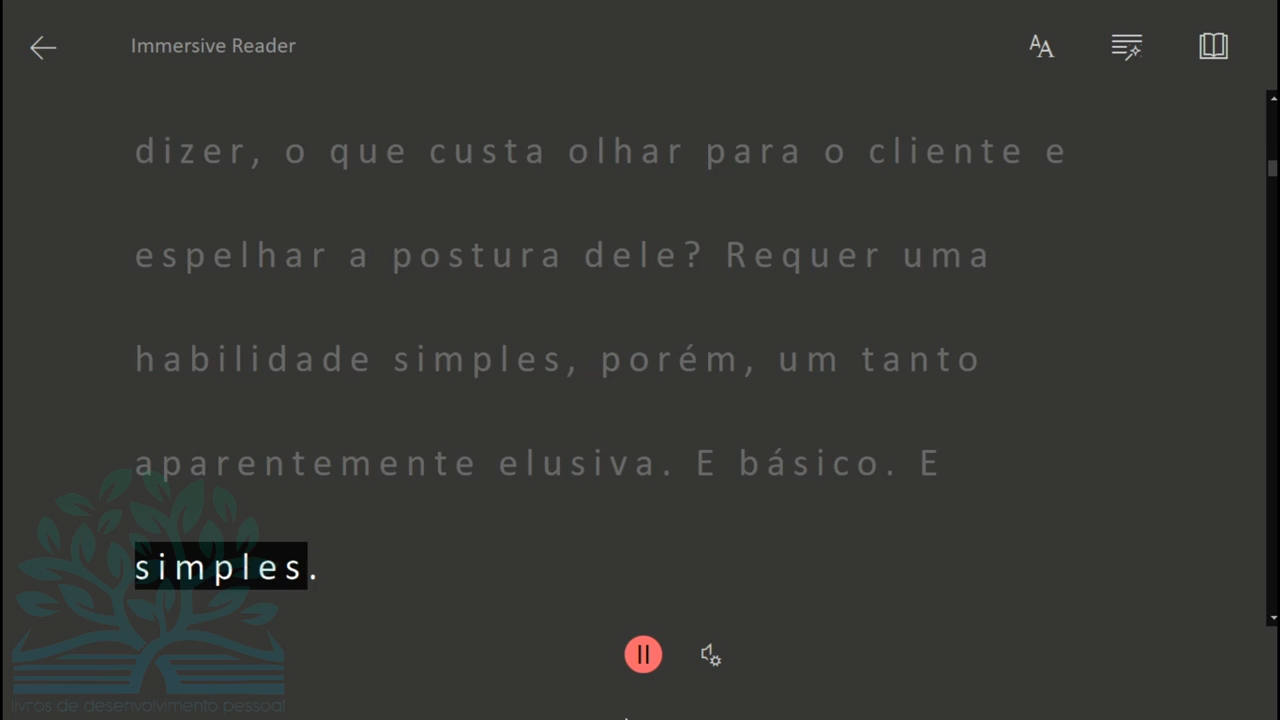 Immersive Reader
dizer, o que custa olhar para o cliente e
espelhar a postura dele? Requer uma
habilidade simples, porém, um tanto
aparentemente elusiva. E básico. E
simples.
livros de desenvolvimento pessoal